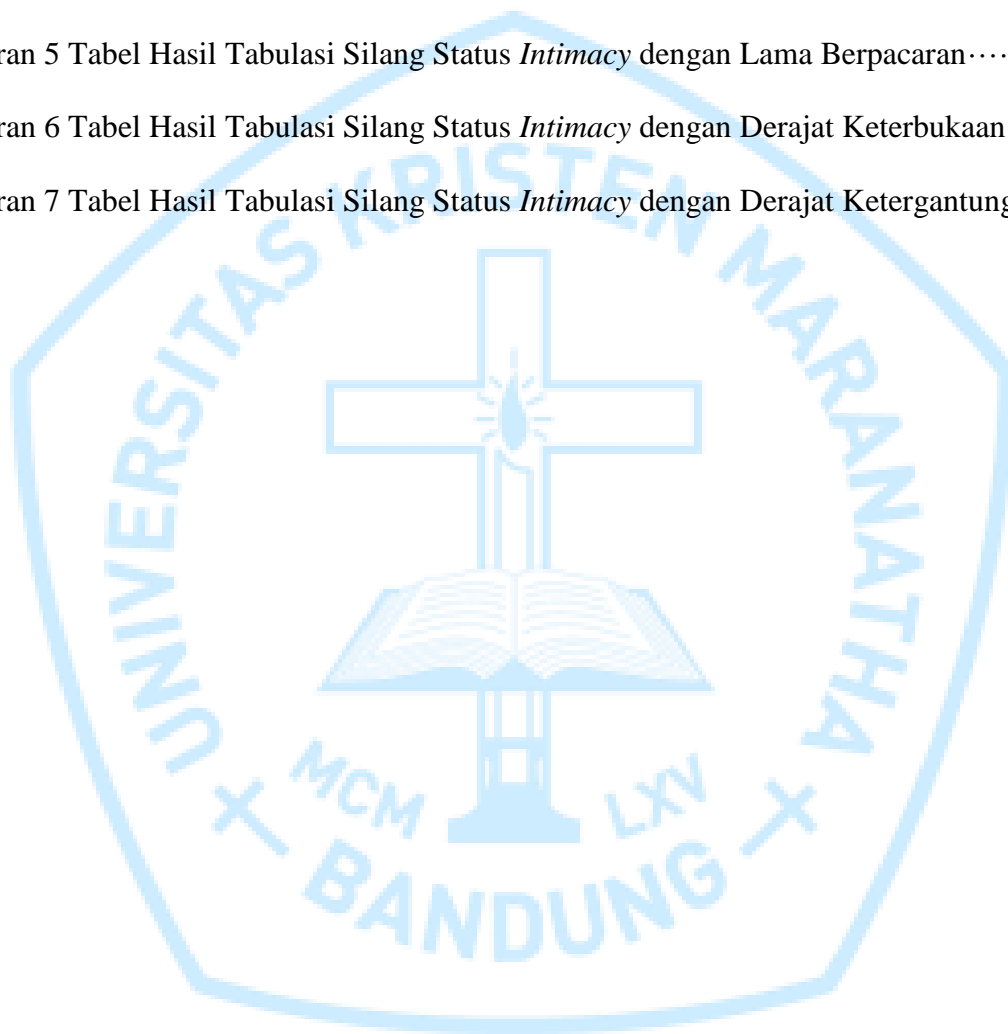 ran 5 Tabel Hasil Tabulasi Silang Status Intimacy dengan Lama Berpacaran·····
ran 6 Tabel Hasil Tabulasi Silang Status Intimacy dengan Derajat Keterbukaan
ran 7 Tabel Hasil Tabulasi Silang Status Intimacy dengan Derajat Ketergantung
UNIVERSITAS KRISTEN MARANATHA
MCM LXV
BANDUNG